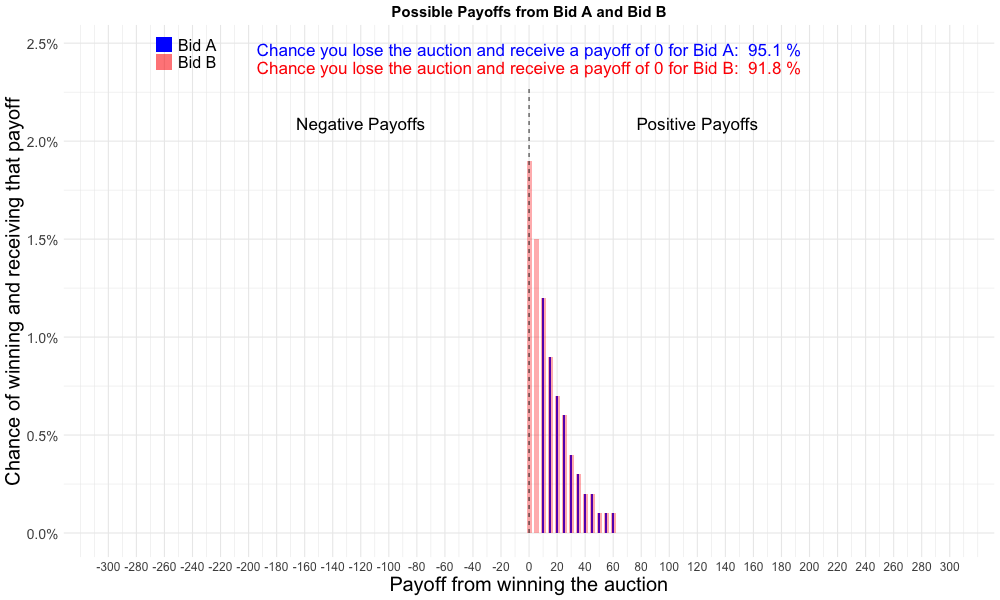 Possible Payoffs from Bid A and Bid B
Bid A
Bid B
Chance you lose the auction and receive a payoff of 0 for Bid A:  95.1 %
Chance you lose the auction and receive a payoff of 0 for Bid B:  91.8 %
Negative Payoffs
Positive Payoffs
Chance of winning and receiving that payoff
2.5%
2.0%
1.5%
1.0%
0.5%
0.0%
-300 -280 -260 -240 -220 -200 -180 -160 -140 -120 -100 -80 -60 -40 -20 0 20 40 60 80 100 120 140 160 180 200 220 240 260 280 300
Payoff from winning the auction